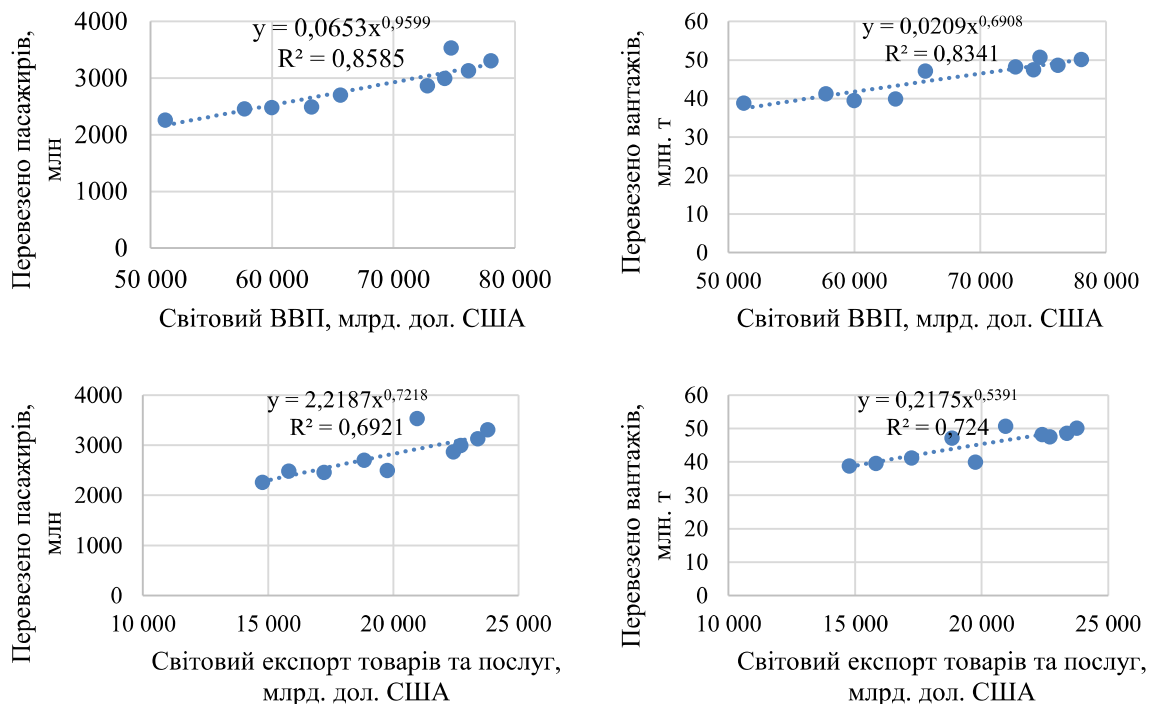 Перевезено пасажирів,
млн
4000
3000
2000
1000
0
y = 0,0653x^0,9599
R² = 0,8585
50 000 60 000 70 000 80 000
Світовий ВВП, млрд. дол. США
Перевезено вантажів,
млн. т
60
50
40
30
20
10
0
y = 0,0209x^0,6908
R² = 0,8341
50 000 60 000 70 000 80 000
Світовий ВВП, млрд. дол. США
Перевезено пасажирів,
млн
4000
3000
2000
1000
0
y = 2,2187x^0,7218
R² = 0,6921
10 000 15 000 20 000 25 000
Світовий експорт товарів та послуг,
млрд. дол. США
Перевезено вантажів,
млн. т
60
50
40
30
20
10
0
y = 0,2175x^0,5391
R² = 0,724
10 000 15 000 20 000 25 000
Світовий експорт товарів та послуг,
млрд. дол. США